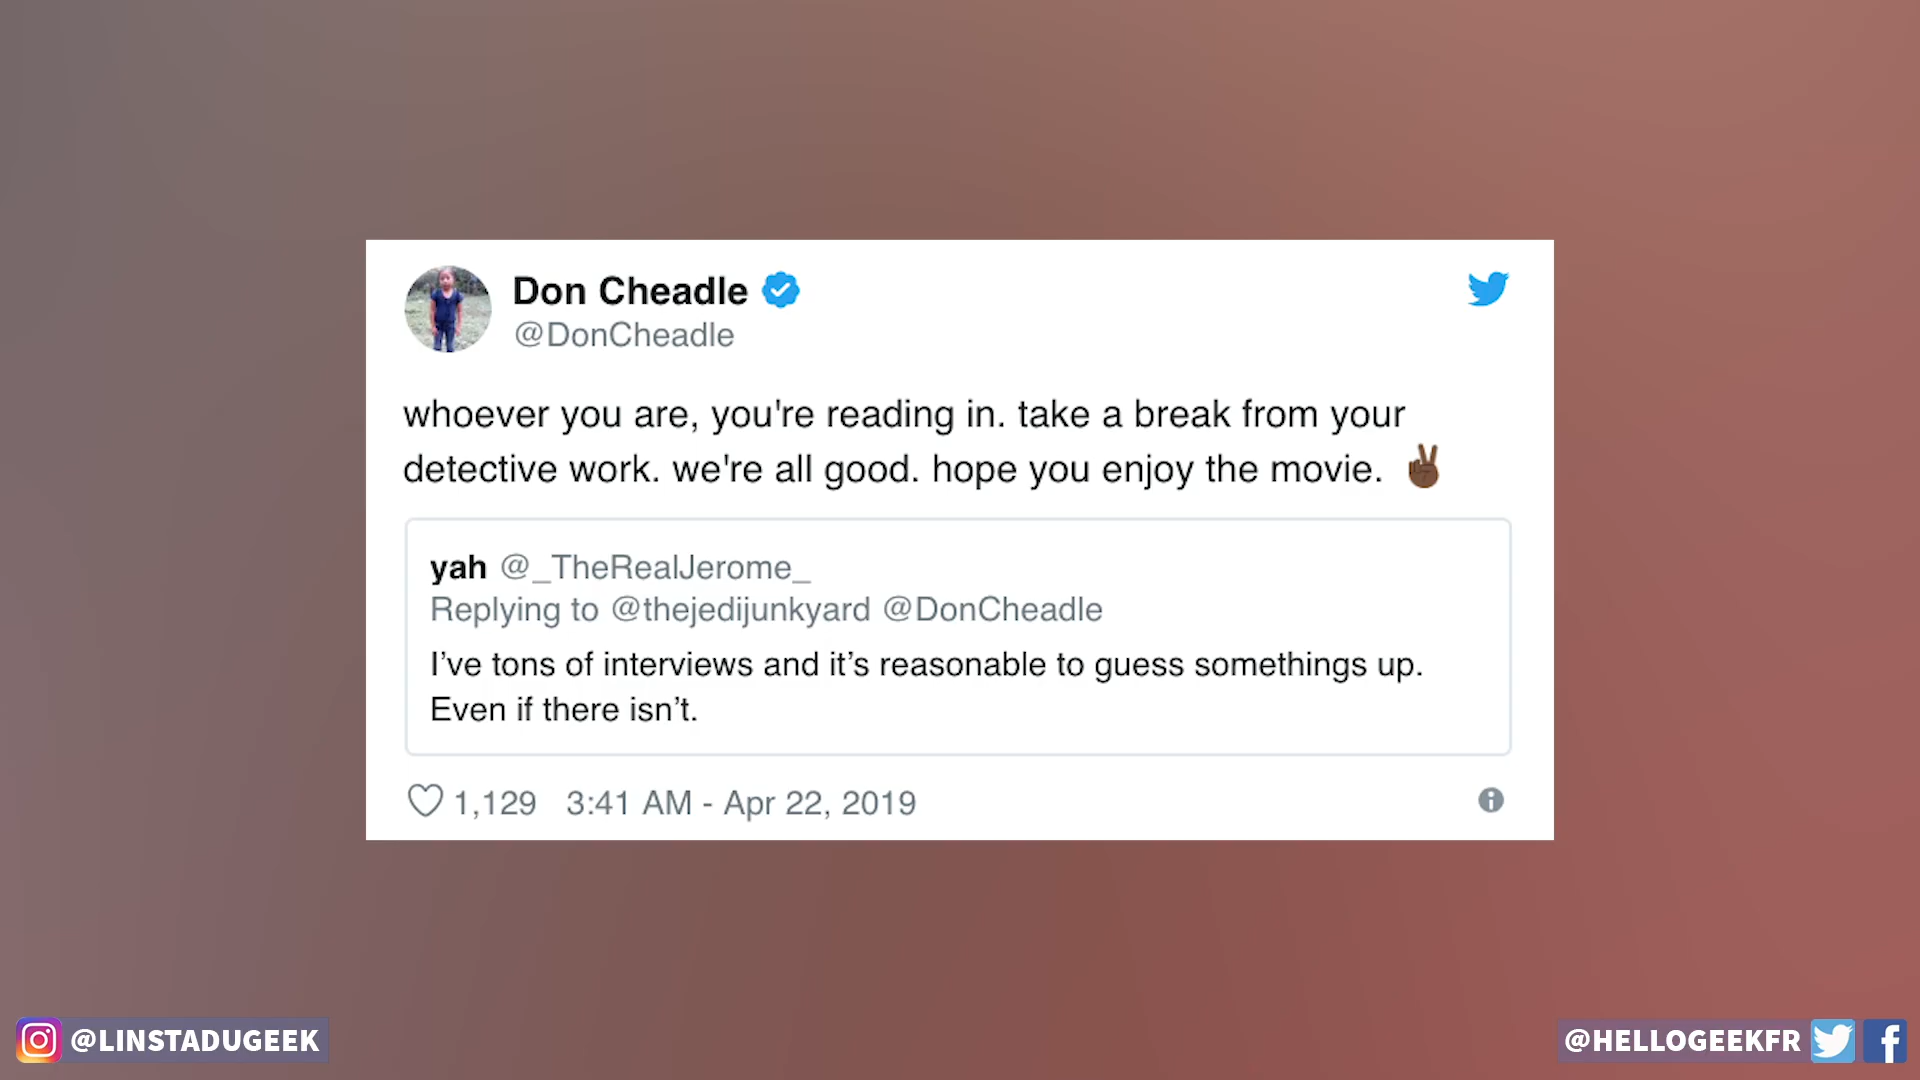 Don Cheadle
@DonCheadle
whoever you are, you're reading in. take a break from your
detective work. we're all good. hope you enjoy the movie. ✌🏾
yah @_TheRealJerome_
Replying to @thejedijunkyard @DonCheadle
I’ve tons of interviews and it’s reasonable to guess somethings up.
Even if there isn’t.
1,129 3:41 AM - Apr 22, 2019
@LINSTADUGEEK
@HELLOGEEKFR